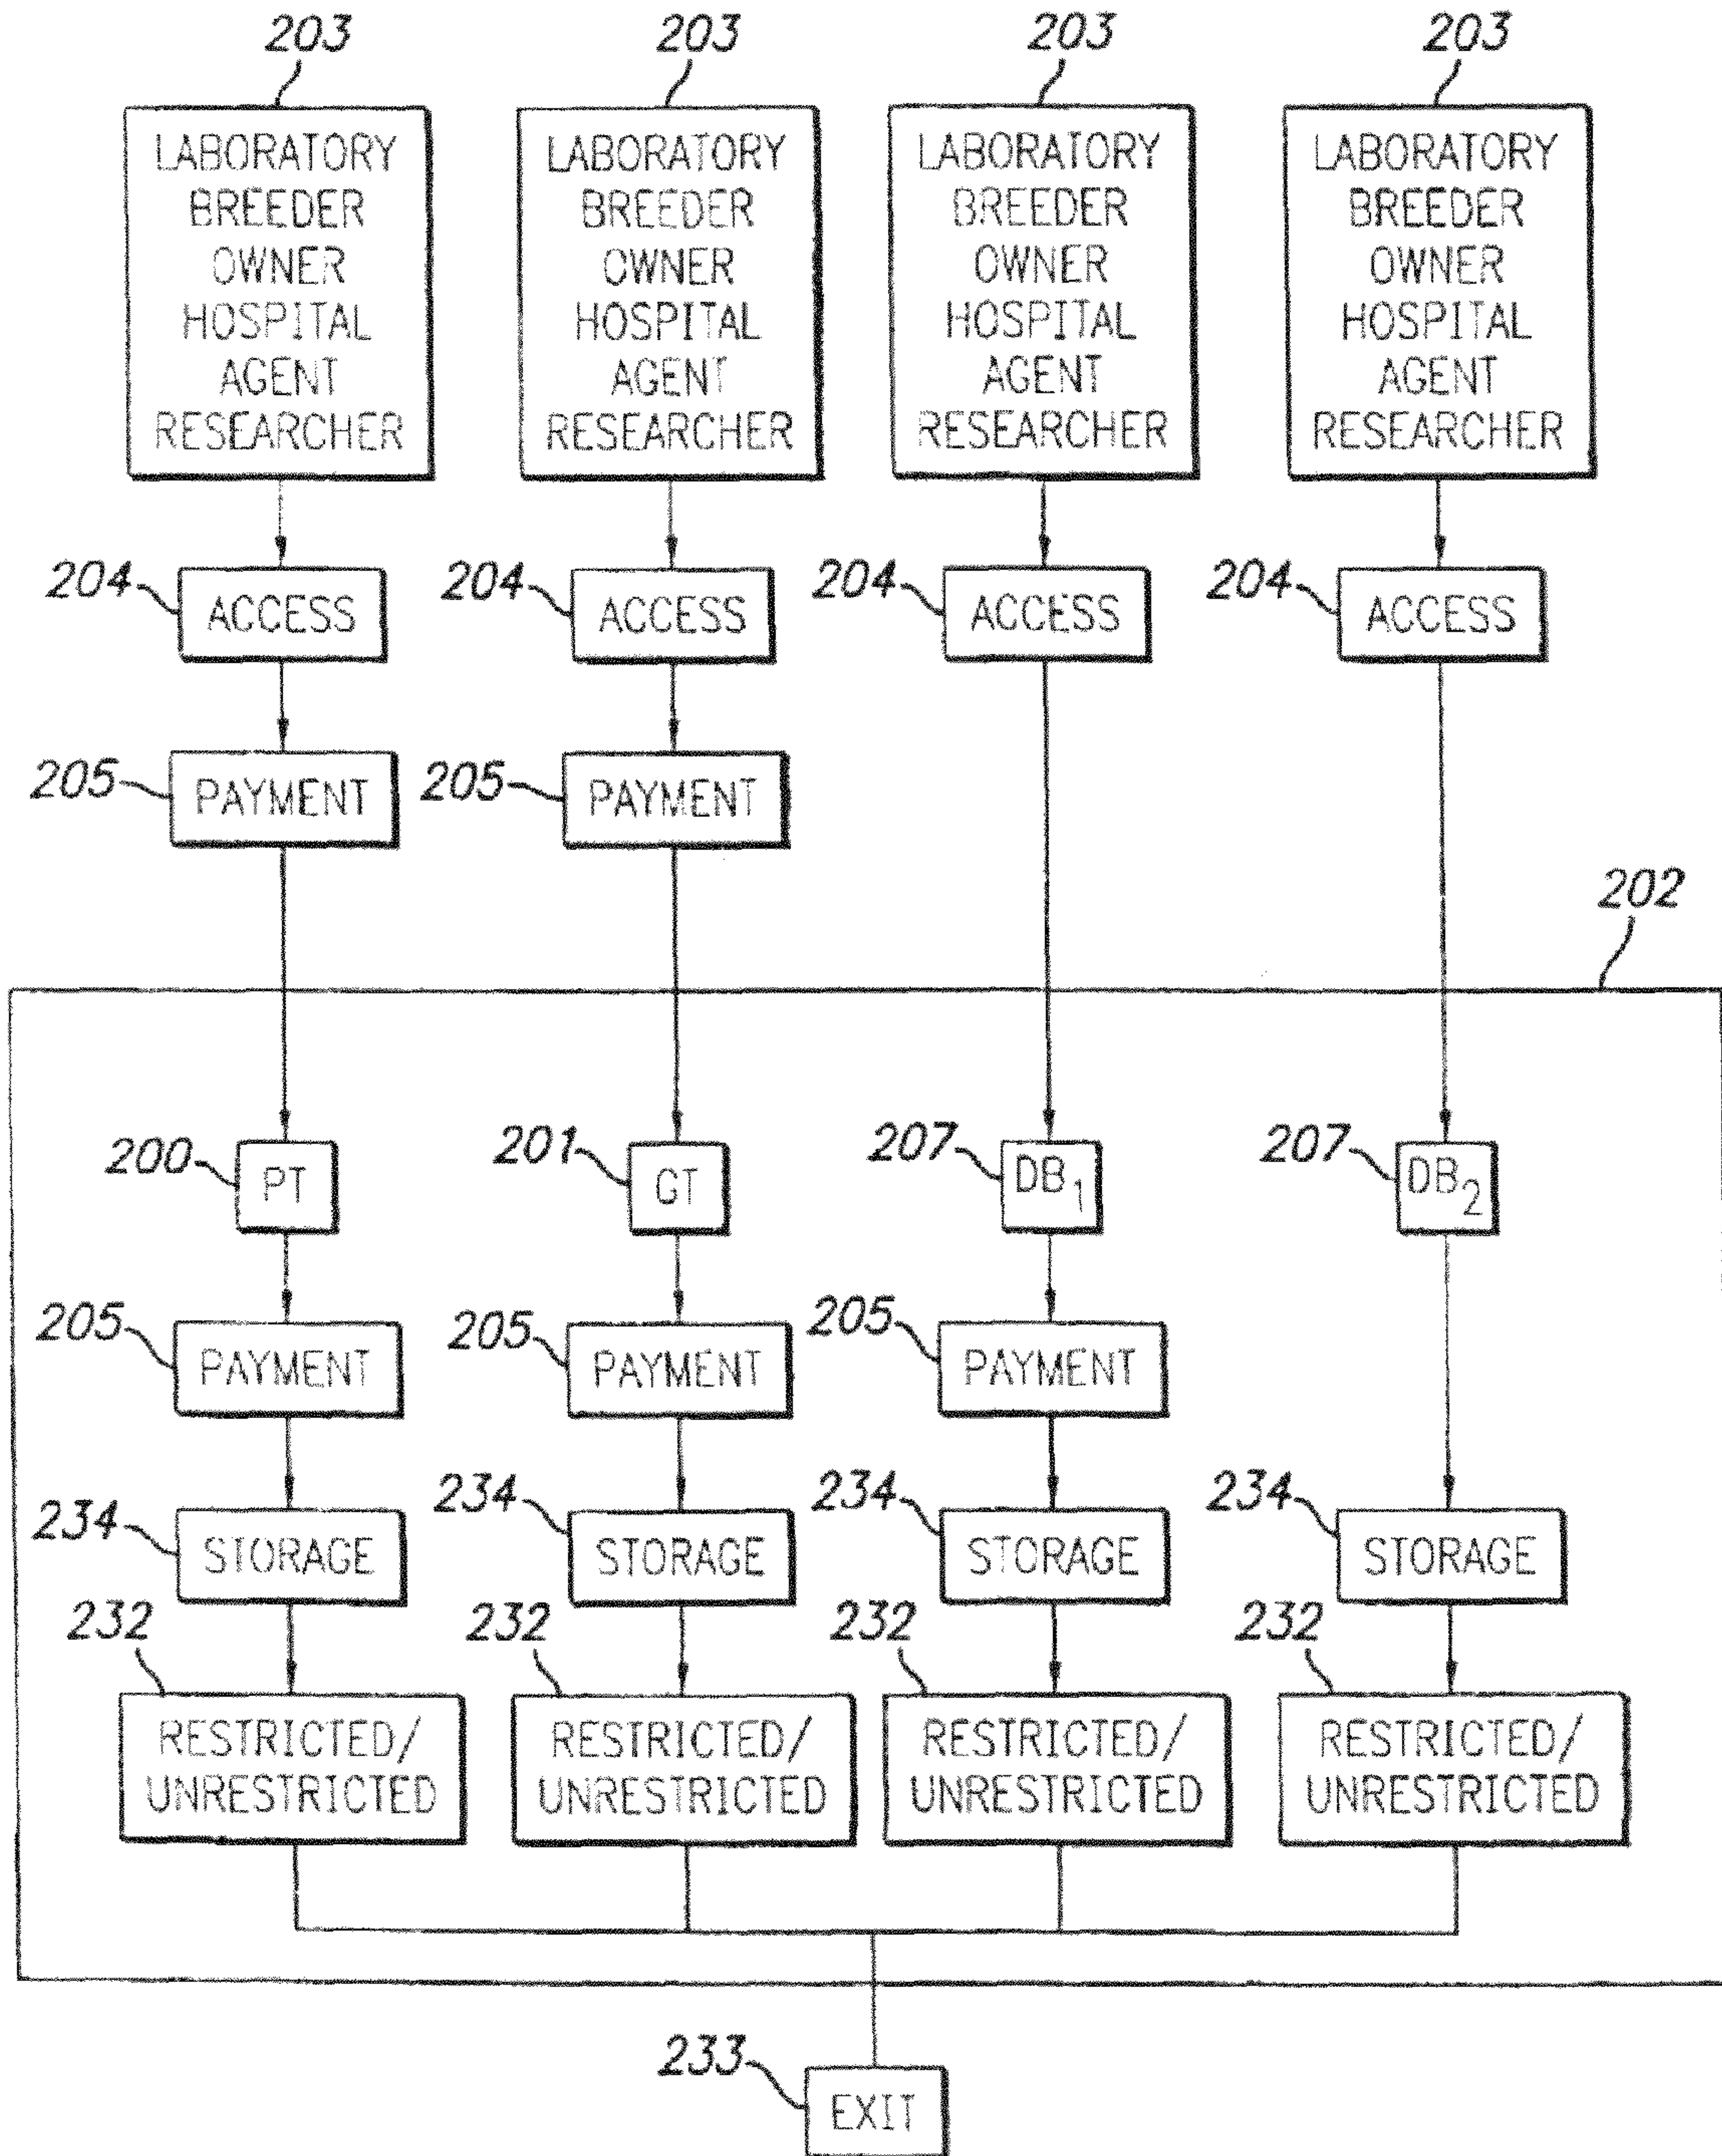 203 203 203 203
LABORATORY LABORATORY LABORATORY LABORATORY
BREEDER BREEDER BREEDER BREEDER
OWNER OWNER OWNER OWNER
HOSPITAL HOSPITAL HOSPITAL HOSPITAL
AGENT AGENT AGENT AGENT
RESEARCHER RESEARCHER RESEARCHER RESEARCHER
204 ACCESS 204 ACCESS 204 ACCESS 204 ACCESS
205 PAYMENT 205 PAYMENT
202
200 PT 201 GT 207 DB1 207 DB2
205 PAYMENT 205 PAYMENT 205 PAYMENT
234 STORAGE 234 STORAGE 234 STORAGE 234 STORAGE
232 232 232 232
RESTRICTED/ RESTRICTED/ RESTRICTED/ RESTRICTED/
UNRESTRICTED UNRESTRICTED UNRESTRICTED UNRESTRICTED
233 EXIT